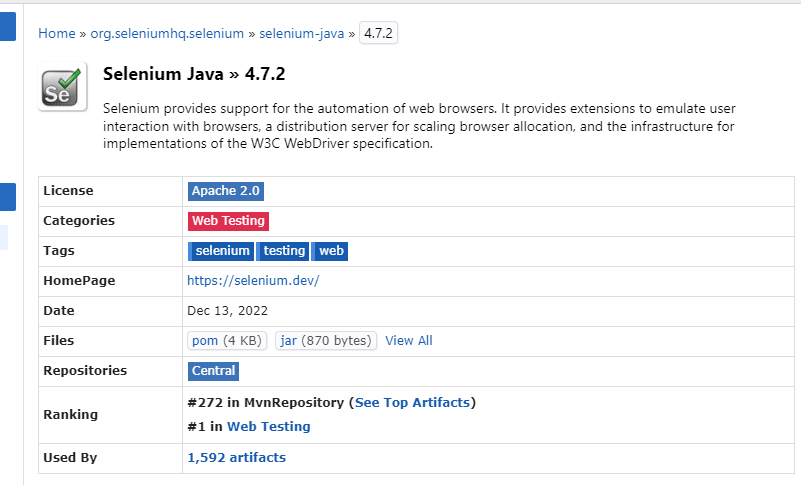 Home » org.seleniumhq.selenium » selenium-java » 4.7.2
Se
Selenium Java » 4.7.2
Selenium provides support for the automation of web browsers. It provides extensions to emulate user
interaction with browsers, a distribution server for scaling browser allocation, and the infrastructure for
implementations of the W3C WebDriver specification.
License Apache 2.0
Categories Web Testing
Tags selenium testing web
HomePage https://selenium.dev/
Date Dec 13, 2022
Files pom (4 KB) jar (870 bytes) View All
Repositories Central
Ranking #272 in MvnRepository (See Top Artifacts)
#1 in Web Testing
Used By 1,592 artifacts